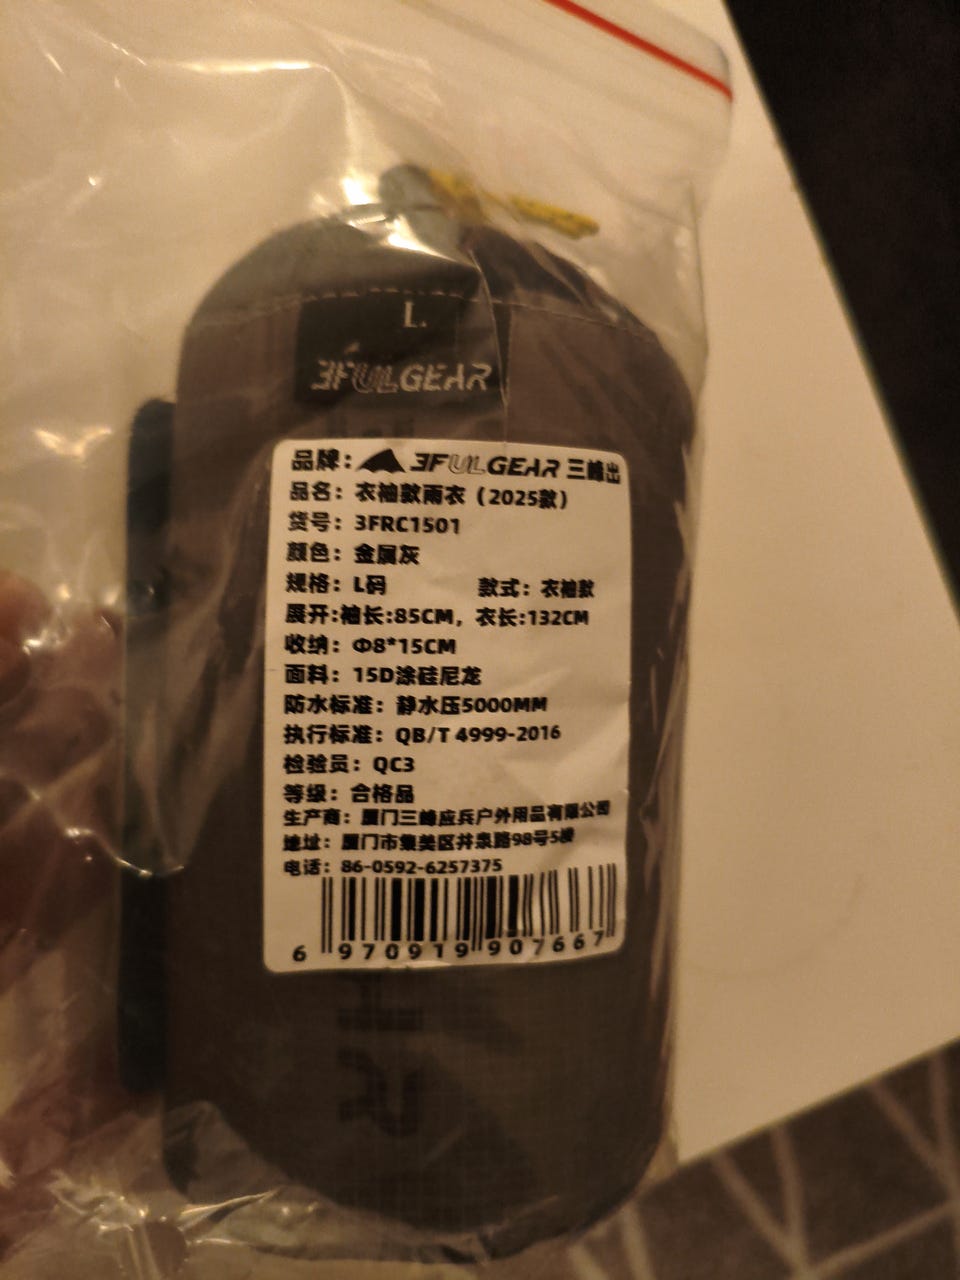 L.
3FULGEAR
品牌: 3FULGEAR 三峰出
品名: 衣袖款雨衣 (2025款)
货号: 3FRC1501
颜色: 金属灰
规格: L码 款式: 衣袖款
展开:袖长:85CM, 衣长:132CM
收纳: Φ8*15CM
面料: 15D涂硅尼龙
防水标准: 静水压5000MM
执行标准: QB/T 4999-2016
检验员: QC3
等级: 合格品
生产商: 厦门三峰应兵户外用品有限公司
地址: 厦门市集美区井泉路98号5楼
电话: 86-0592-6257375
6 970919 907667